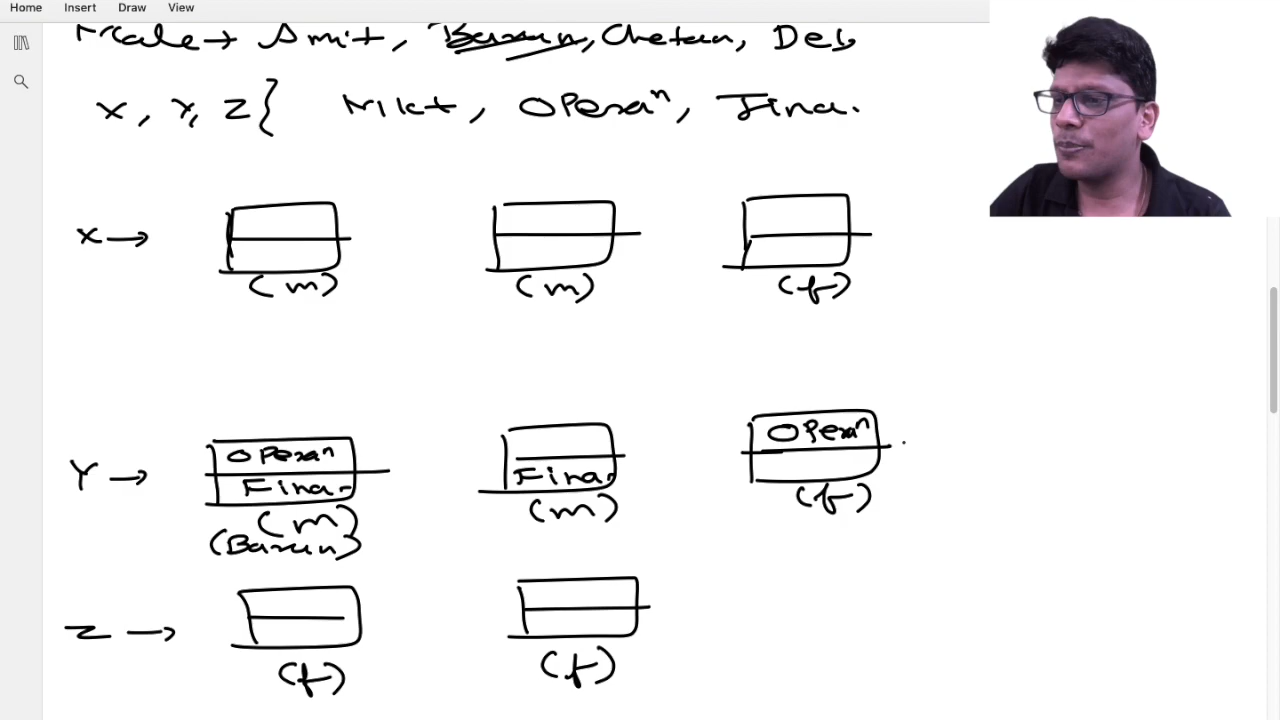 Home Insert Draw View
Male → Amit, Barun, Chetan, Deb
X, Y, Z} Mkt, Operaⁿ, Fina.
X →
(m) (m) (f)
Y → Operaⁿ Fina. Operaⁿ
Fina.
(m) (m) (f)
(Barun)
Z →
(f) (f)